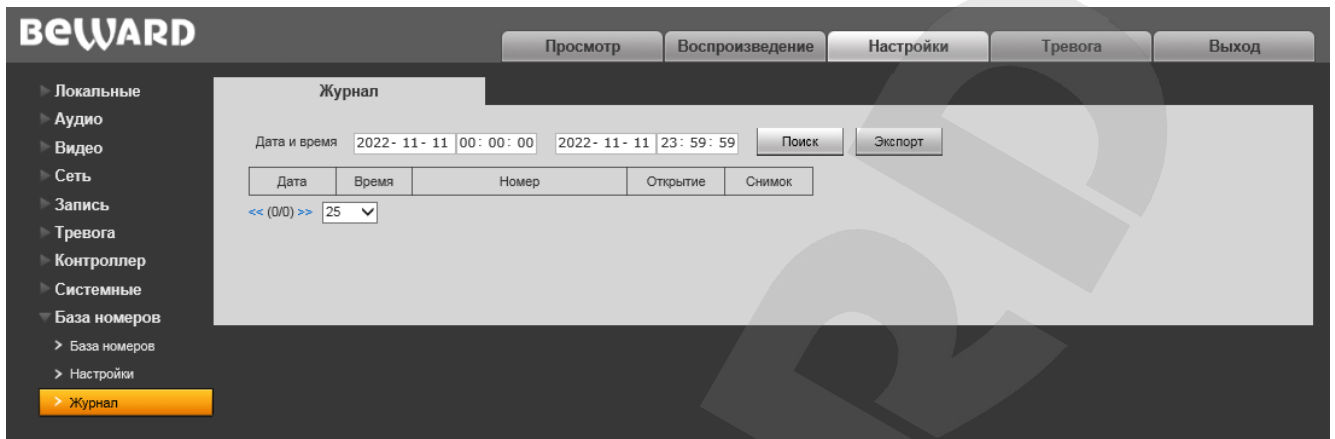 BEWARD
Просмотр Воспроизведение Настройки Тревога Выход
Локальные
Аудио
Видео
Сеть
Запись
Тревога
Контроллер
Системные
База номеров
База номеров
Настройки
Журнал
Журнал
Дата и время 2022- 11- 11 00: 00: 00 2022- 11- 11 23: 59: 59 Поиск Экспорт
Дата Время Номер Открытие Снимок
<< (0/0) >> 25